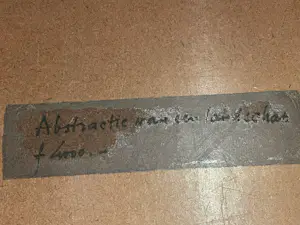 Abstractie van een landschap
f